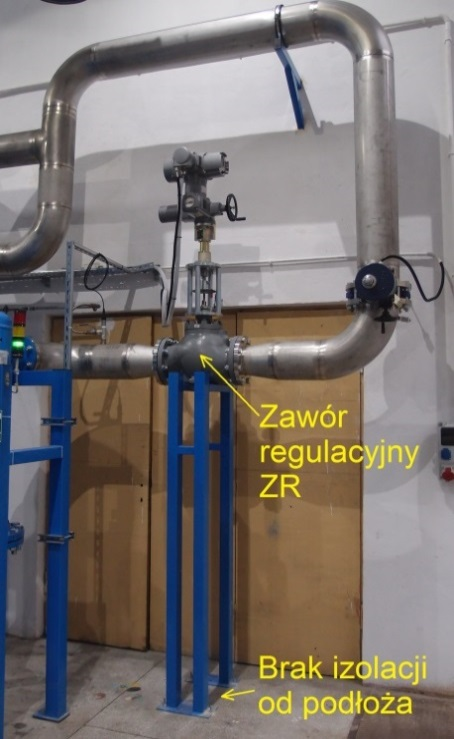 Zawór
regulacyjny
ZR
Brak izolacji
od podłoża